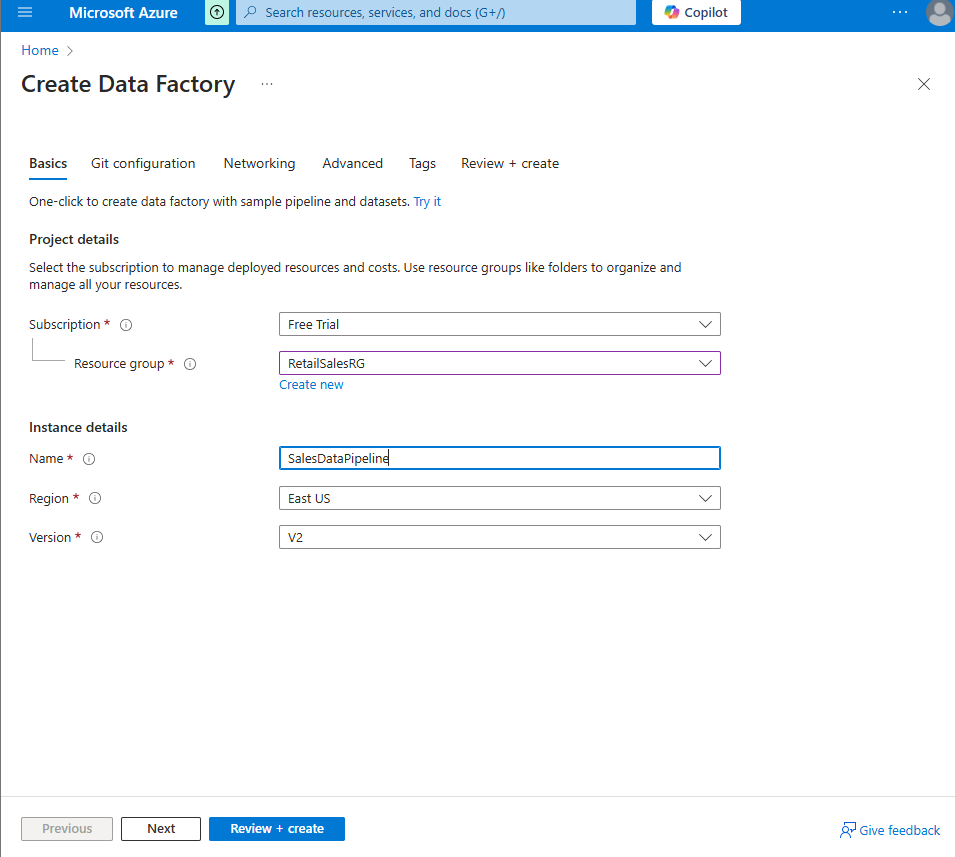 Microsoft Azure
Search resources, services, and docs (G+/)
Copilot
...
Home >
Create Data Factory ...
Basics Git configuration Networking Advanced Tags Review + create
One-click to create data factory with sample pipeline and datasets. Try it
Project details
Select the subscription to manage deployed resources and costs. Use resource groups like folders to organize and
manage all your resources.
Subscription *
Free Trial
Resource group *
RetailSalesRG
Create new
Instance details
Name *
SalesDataPipeline
Region *
East US
Version *
V2
Previous Next Review + create Give feedback